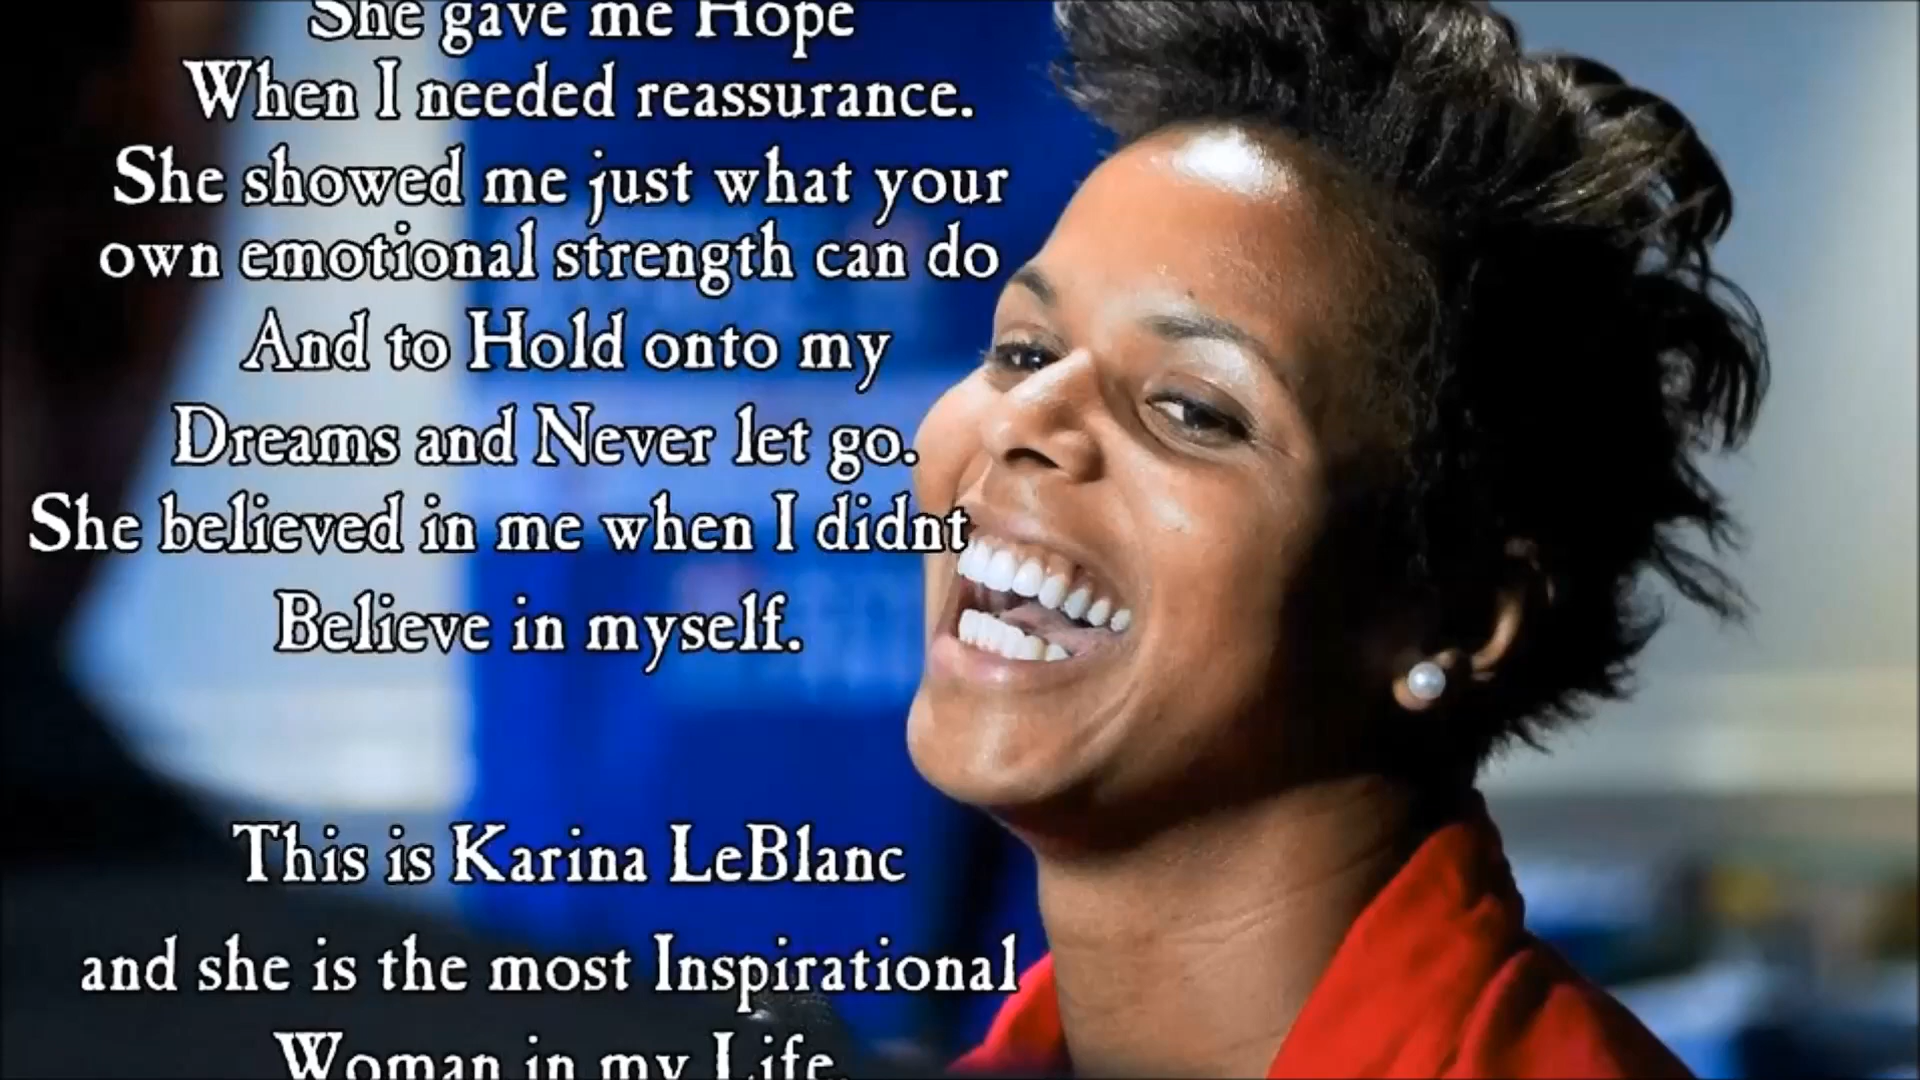 She gave me Hope
When I needed reassurance.
She showed me just what your
own emotional strength can do
And to Hold onto my
Dreams and Never let go.
She believed in me when I didnt
Believe in myself.
This is Karina LeBlanc
and she is the most Inspirational
Woman in my Life.